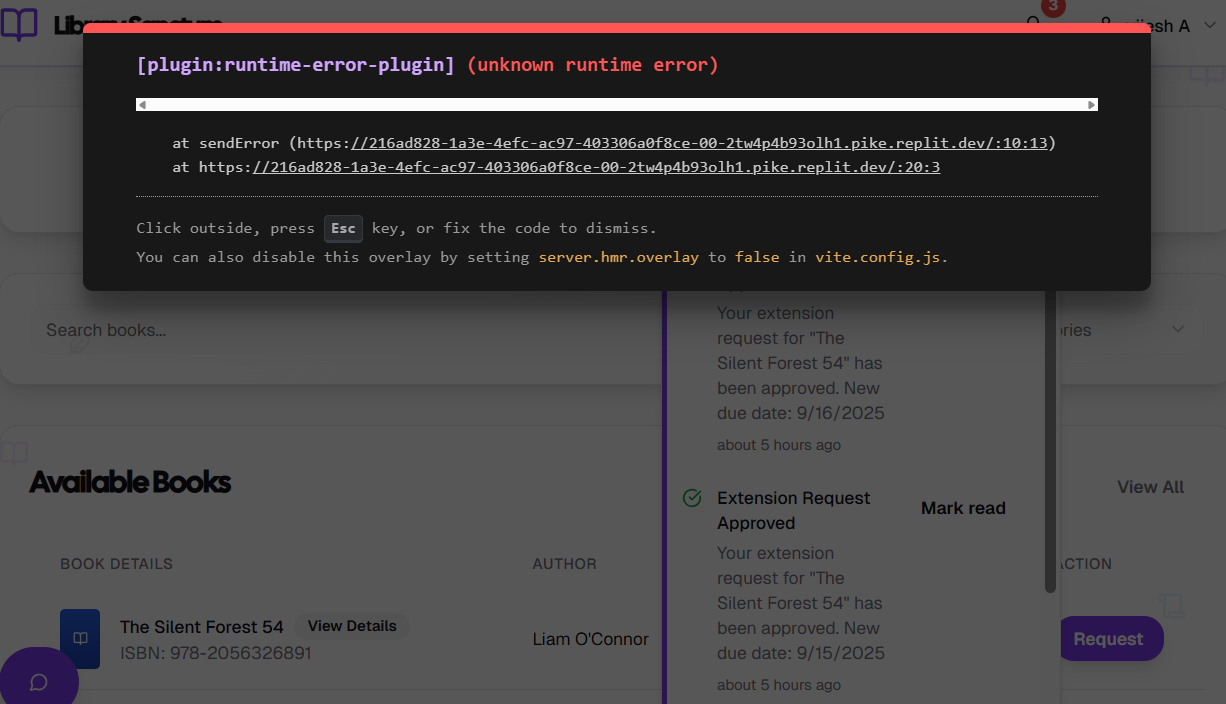 3
[plugin:runtime-error-plugin] (unknown runtime error)
at sendError (https://216ad828-1a3e-4efc-ac97-403306a0f8ce-00-2tw4p4b93olh1.pike.replit.dev/:10:13)
at https://216ad828-1a3e-4efc-ac97-403306a0f8ce-00-2tw4p4b93olh1.pike.replit.dev/:20:3
Click outside, press Esc key, or fix the code to dismiss.
You can also disable this overlay by setting server.hmr.overlay to false in vite.config.js.
Search books...
Your extension
request for "The
Silent Forest 54" has
been approved. New
due date: 9/16/2025
about 5 hours ago
Extension Request
Approved
Mark read
Your extension
request for "The
Silent Forest 54" has
been approved. New
due date: 9/15/2025
about 5 hours ago
Available Books
View All
BOOK DETAILS
AUTHOR
The Silent Forest 54
View Details
ISBN: 978-2056326891
Liam O'Connor
Request